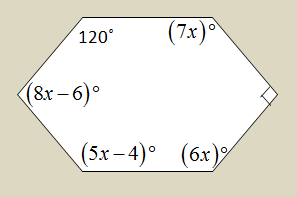 120° (7x)°
(8x – 6)°
(5x – 4)° (6x)°